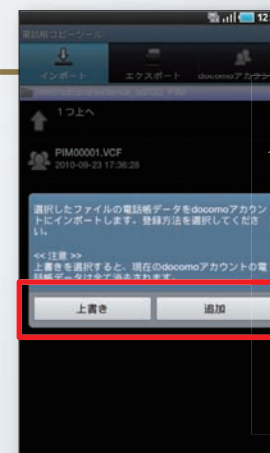 12
電話帳コピーツール
インポート
エクスポート
docomoアカウン
1つ上へ
PIM00001.VCF
2010-09-23 17:36:28
選択したファイルの電話帳データをdocomoアカウン
トにインポートします。登録方法を選択してくださ
い。
<< 注意 >>
上書きを選択すると、現在のdocomoアカウントの電
話帳データは全て消去されます。
上書き
追加